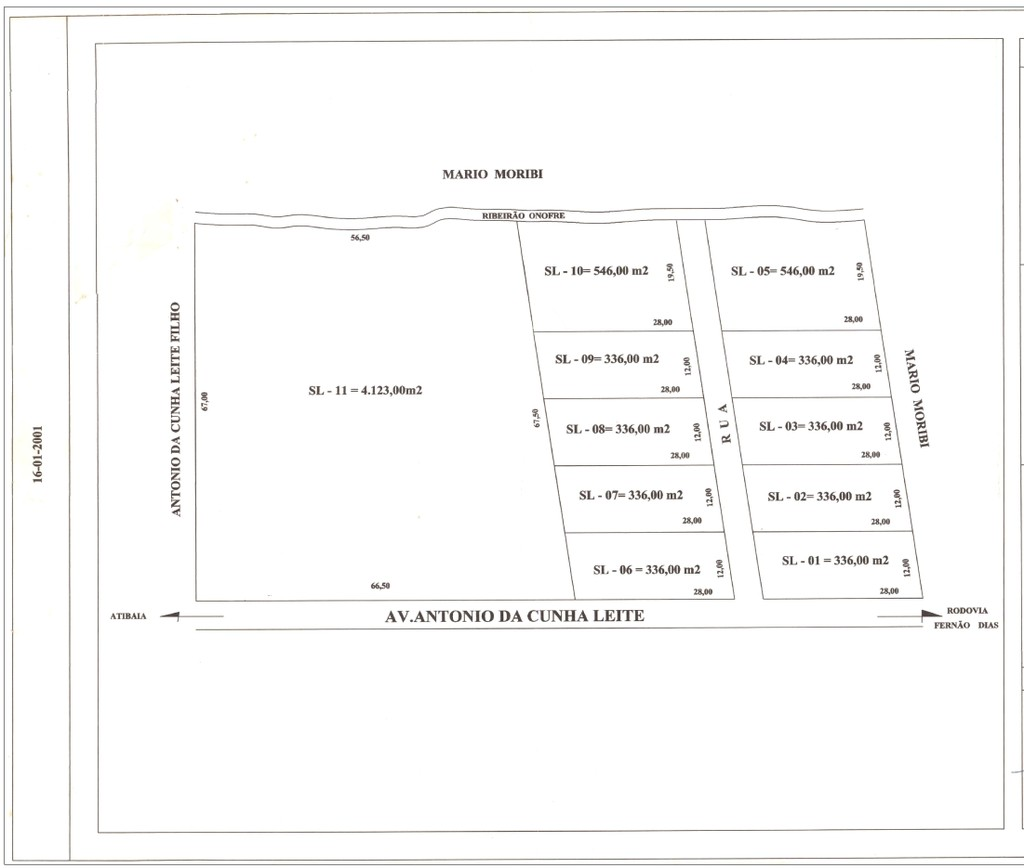 MARIO MORIBI
RIBEIRÃO ONOFRE
56,50
SL - 10= 546,00 m2
19,50
28,00
SL - 05= 546,00 m2
19,50
28,00
SL - 09= 336,00 m2
12,00
28,00
SL - 04= 336,00 m2
12,00
28,00
ANTONIO DA CUNHA LEITE FILHO
67,00
SL - 11 = 4.123,00m2
67,50
SL - 08= 336,00 m2
12,00
28,00
RUA
SL - 03= 336,00 m2
12,00
28,00
MARIO MORIBI
16-01-2001
SL - 07= 336,00 m2
12,00
28,00
SL - 02= 336,00 m2
12,00
28,00
66,50
SL - 06 = 336,00 m2
12,00
28,00
SL - 01 = 336,00 m2
12,00
28,00
ATIBAIA
AV.ANTONIO DA CUNHA LEITE
RODOVIA
FERNÃO DIAS